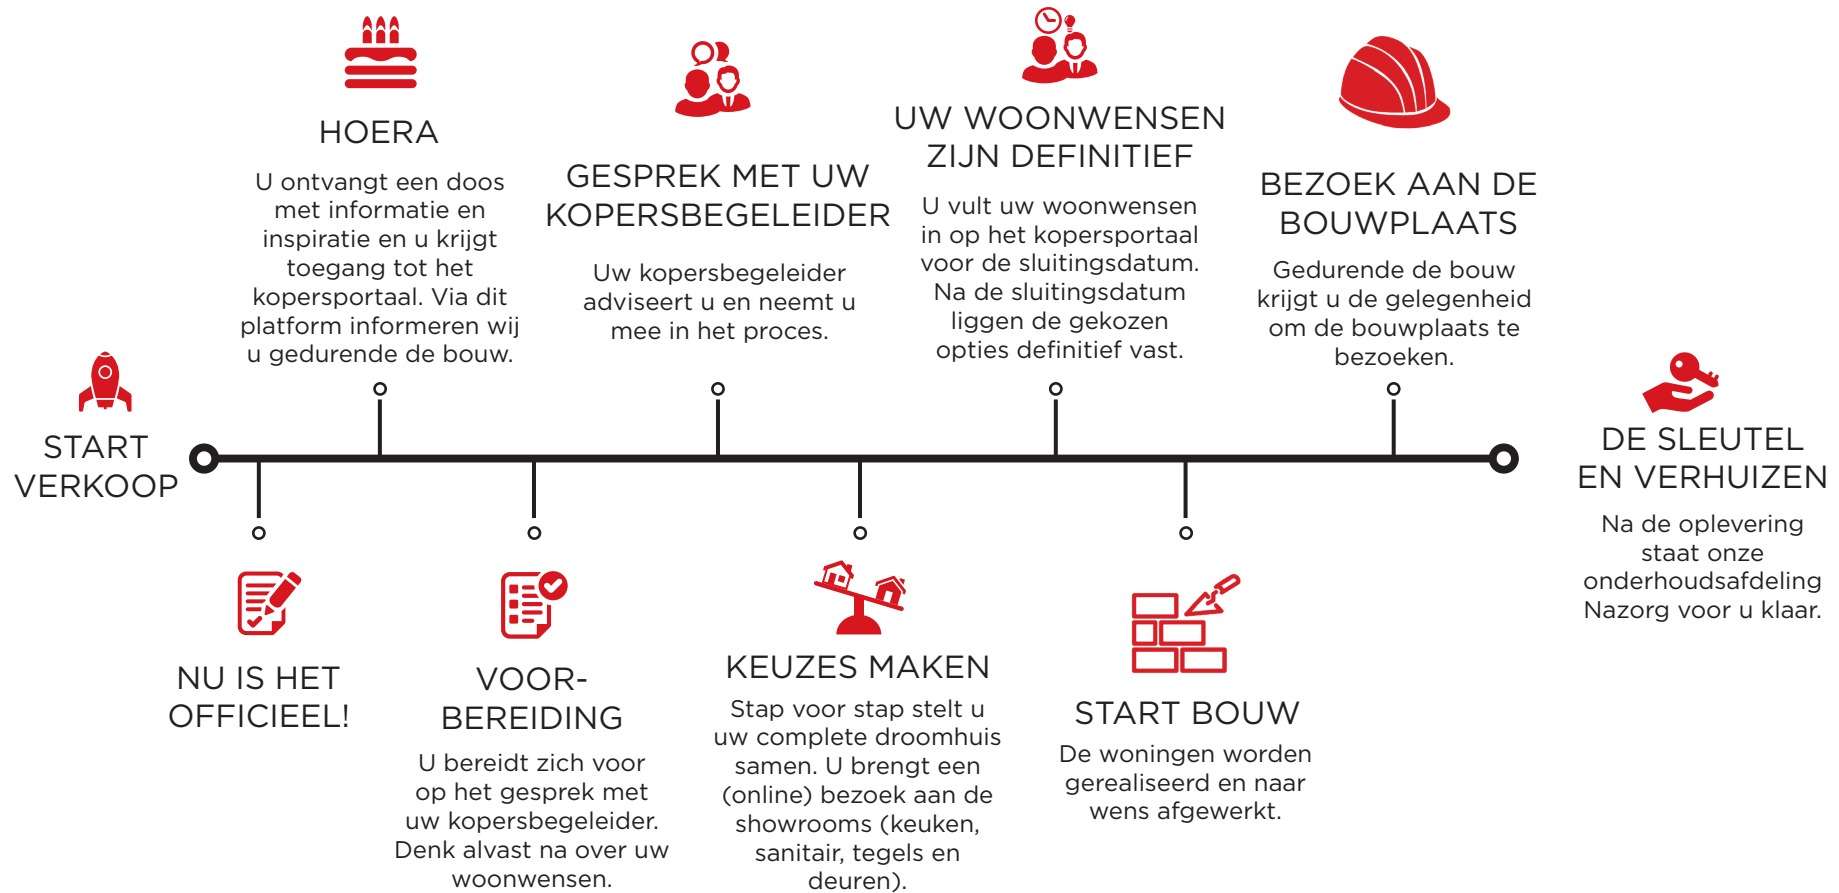 START
VERKOOP
NU IS HET
OFFICIEEL!
HOERA
U ontvangt een doos
met informatie en
inspiratie en u krijgt
toegang tot het
kopersportaal. Via dit
platform informeren wij
u gedurende de bouw.
VOOR-
BEREIDING
U bereidt zich voor
op het gesprek met
uw kopersbegeleider.
Denk alvast na over uw
woonwensen.
GESPREK MET UW
KOPERSBEGELEIDER
Uw kopersbegeleider
adviseert u en neemt u
mee in het proces.
KEUZES MAKEN
Stap voor stap stelt u
uw complete droomhuis
samen. U brengt een
(online) bezoek aan de
showrooms (keuken,
sanitair, tegels en
deuren).
UW WOONWENSEN
ZIJN DEFINITIEF
U vult uw woonwensen
in op het kopersportaal
voor de sluitingsdatum.
Na de sluitingsdatum
liggen de gekozen
opties definitief vast.
START BOUW
De woningen worden
gerealiseerd en naar
wens afgewerkt.
BEZOEK AAN DE
BOUWPLAATS
Gedurende de bouw
krijgt u de gelegenheid
om de bouwplaats te
bezoeken.
DE SLEUTEL
EN VERHUIZEN
Na de oplevering
staat onze
onderhoudsafdeling
Nazorg voor u klaar.